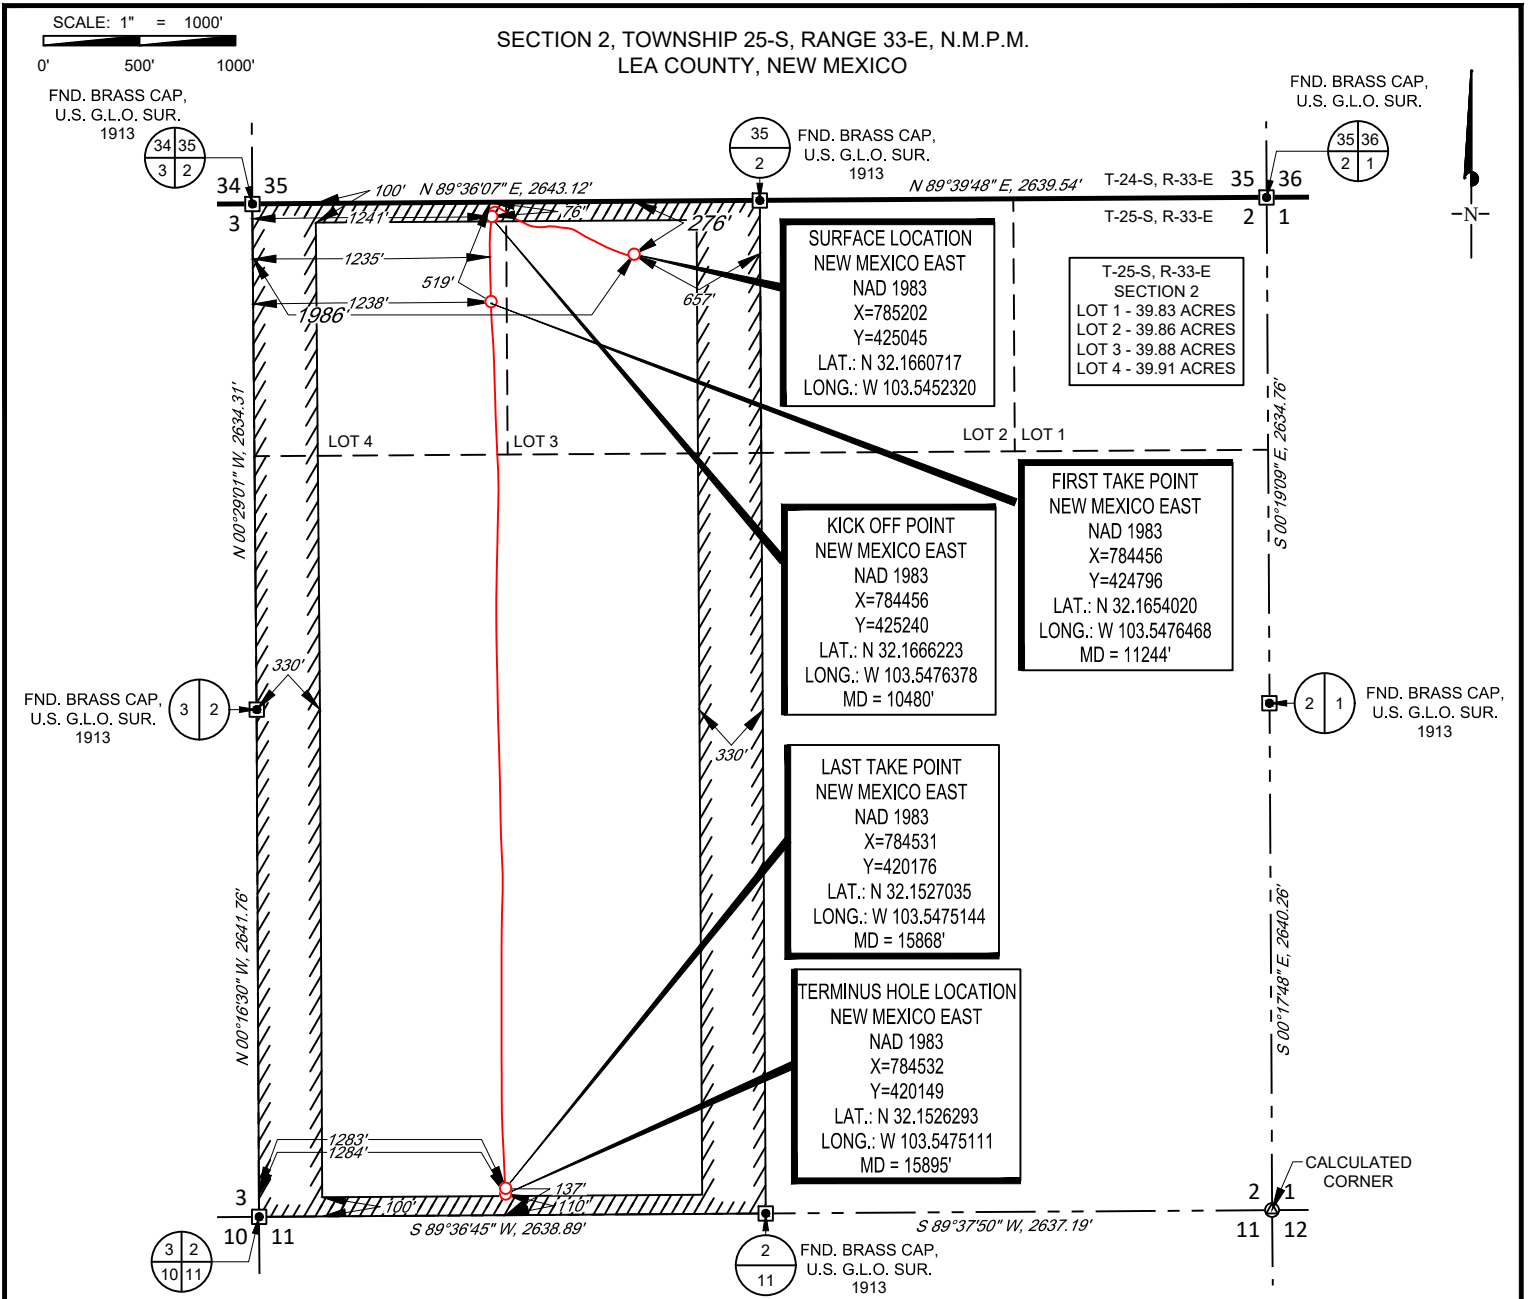 SCALE: 1" = 1000'
0' 500' 1000'
SECTION 2, TOWNSHIP 25-S, RANGE 33-E, N.M.P.M.
LEA COUNTY, NEW MEXICO
FND. BRASS CAP,
U.S. G.L.O. SUR.
1913
34 35
3 2
35
2
FND. BRASS CAP,
U.S. G.L.O. SUR.
1913
FND. BRASS CAP,
U.S. G.L.O. SUR.
35 36
2 1
34 35
3
100'
N 89°36'07" E, 2643.12'
N 89°39'48" E, 2639.54'
T-24-S, R-33-E
T-25-S, R-33-E
35 36
2 1
-N-
1241'
76'
276'
1235'
519'
1238'
1986'
657'
SURFACE LOCATION
NEW MEXICO EAST
NAD 1983
X=785202
Y=425045
LAT.: N 32.1660717
LONG.: W 103.5452320
T-25-S, R-33-E
SECTION 2
LOT 1 - 39.83 ACRES
LOT 2 - 39.86 ACRES
LOT 3 - 39.88 ACRES
LOT 4 - 39.91 ACRES
N 00°29'01" W, 2634.31'
S 00°19'09" E, 2634.76'
LOT 4
LOT 3
LOT 2
LOT 1
FIRST TAKE POINT
NEW MEXICO EAST
NAD 1983
X=784456
Y=424796
LAT.: N 32.1654020
LONG.: W 103.5476468
MD = 11244'
KICK OFF POINT
NEW MEXICO EAST
NAD 1983
X=784456
Y=425240
LAT.: N 32.1666223
LONG.: W 103.5476378
MD = 10480'
330'
330'
FND. BRASS CAP,
U.S. G.L.O. SUR.
1913
3 2
2 1
FND. BRASS CAP,
U.S. G.L.O. SUR.
1913
LAST TAKE POINT
NEW MEXICO EAST
NAD 1983
X=784531
Y=420176
LAT.: N 32.1527035
LONG.: W 103.5475144
MD = 15868'
N 00°16'30" W, 2641.76'
S 00°17'48" E, 2640.26'
TERMINUS HOLE LOCATION
NEW MEXICO EAST
NAD 1983
X=784532
Y=420149
LAT.: N 32.1526293
LONG.: W 103.5475111
MD = 15895'
1283'
1284'
137'
110'
100'
CALCULATED
CORNER
3
10 11
2 1
11 12
S 89°36'45" W, 2638.89'
S 89°37'50" W, 2637.19'
3 2
10 11
2
11
FND. BRASS CAP,
U.S. G.L.O. SUR.
1913